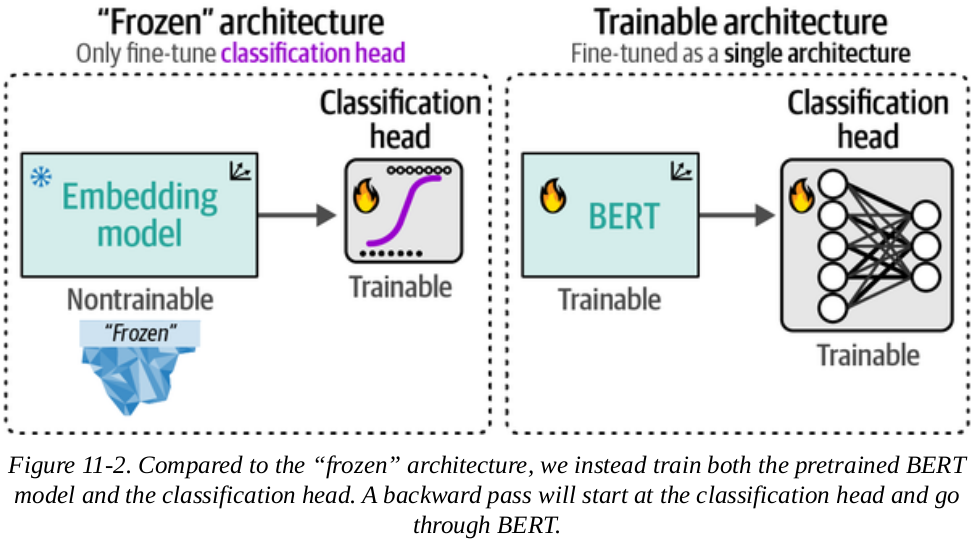 “Frozen” architecture
Only fine-tune classification head
Classification
head
Embedding
model
Nontrainable
“Frozen”
Trainable
Trainable architecture
Fine-tuned as a single architecture
Classification
head
BERT
Trainable
Trainable
Figure 11-2. Compared to the “frozen” architecture, we instead train both the pretrained BERT
model and the classification head. A backward pass will start at the classification head and go
through BERT.